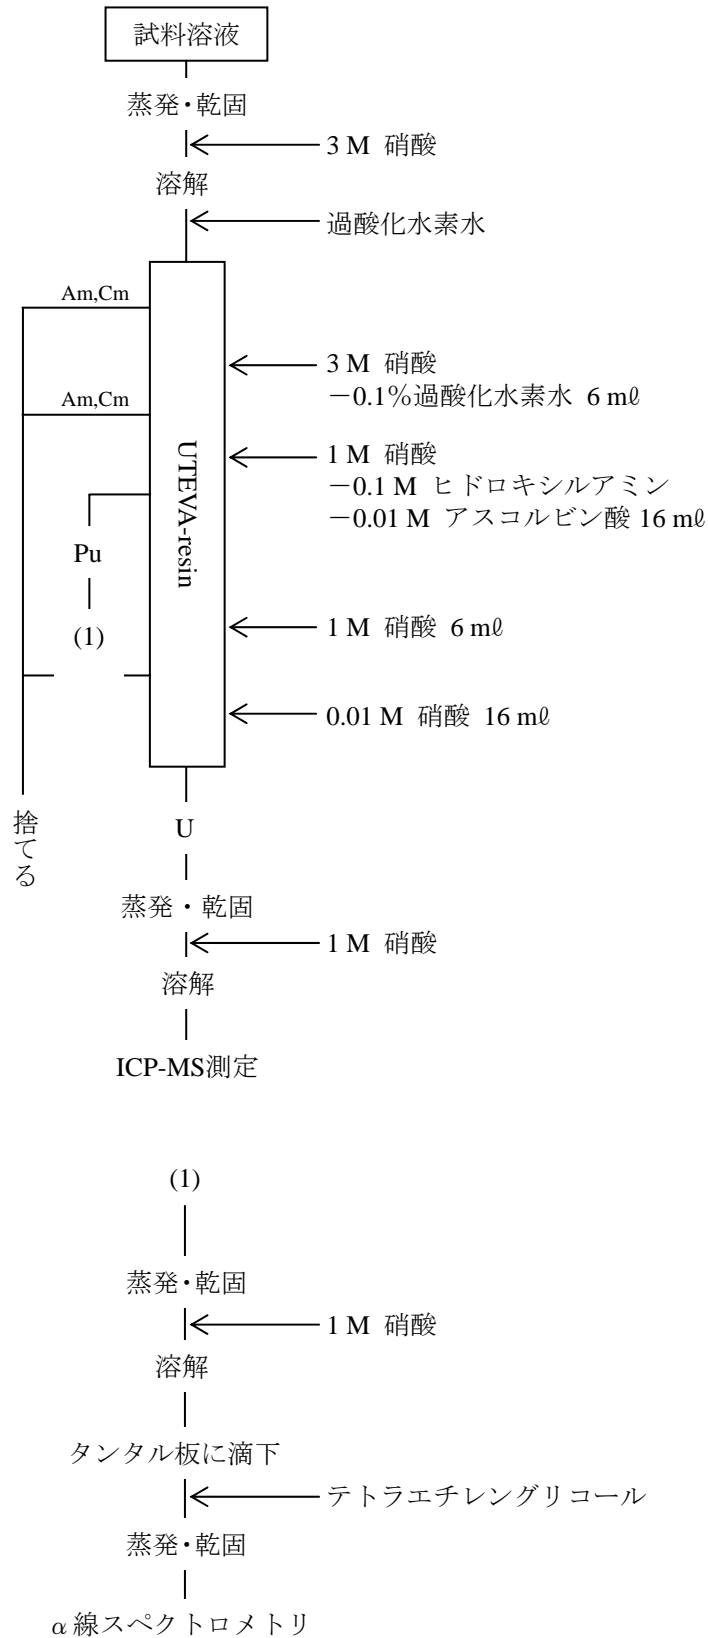 試料溶液
蒸発・乾固
3 M 硝酸
溶解
過酸化水素水
Am,Cm
3 M 硝酸
－0.1％過酸化水素水 6 mℓ
Am,Cm
UTEVA-resin
1 M 硝酸
－0.1 M ヒドロキシルアミン
－0.01 M アスコルビン酸 16 mℓ
Pu
(1)
1 M 硝酸 6 mℓ
0.01 M 硝酸 16 mℓ
捨てる
U
蒸発・乾固
1 M 硝酸
溶解
ICP-MS測定
(1)
蒸発・乾固
1 M 硝酸
溶解
タンタル板に滴下
テトラエチレングリコール
蒸発・乾固
α線スペクトロメトリ